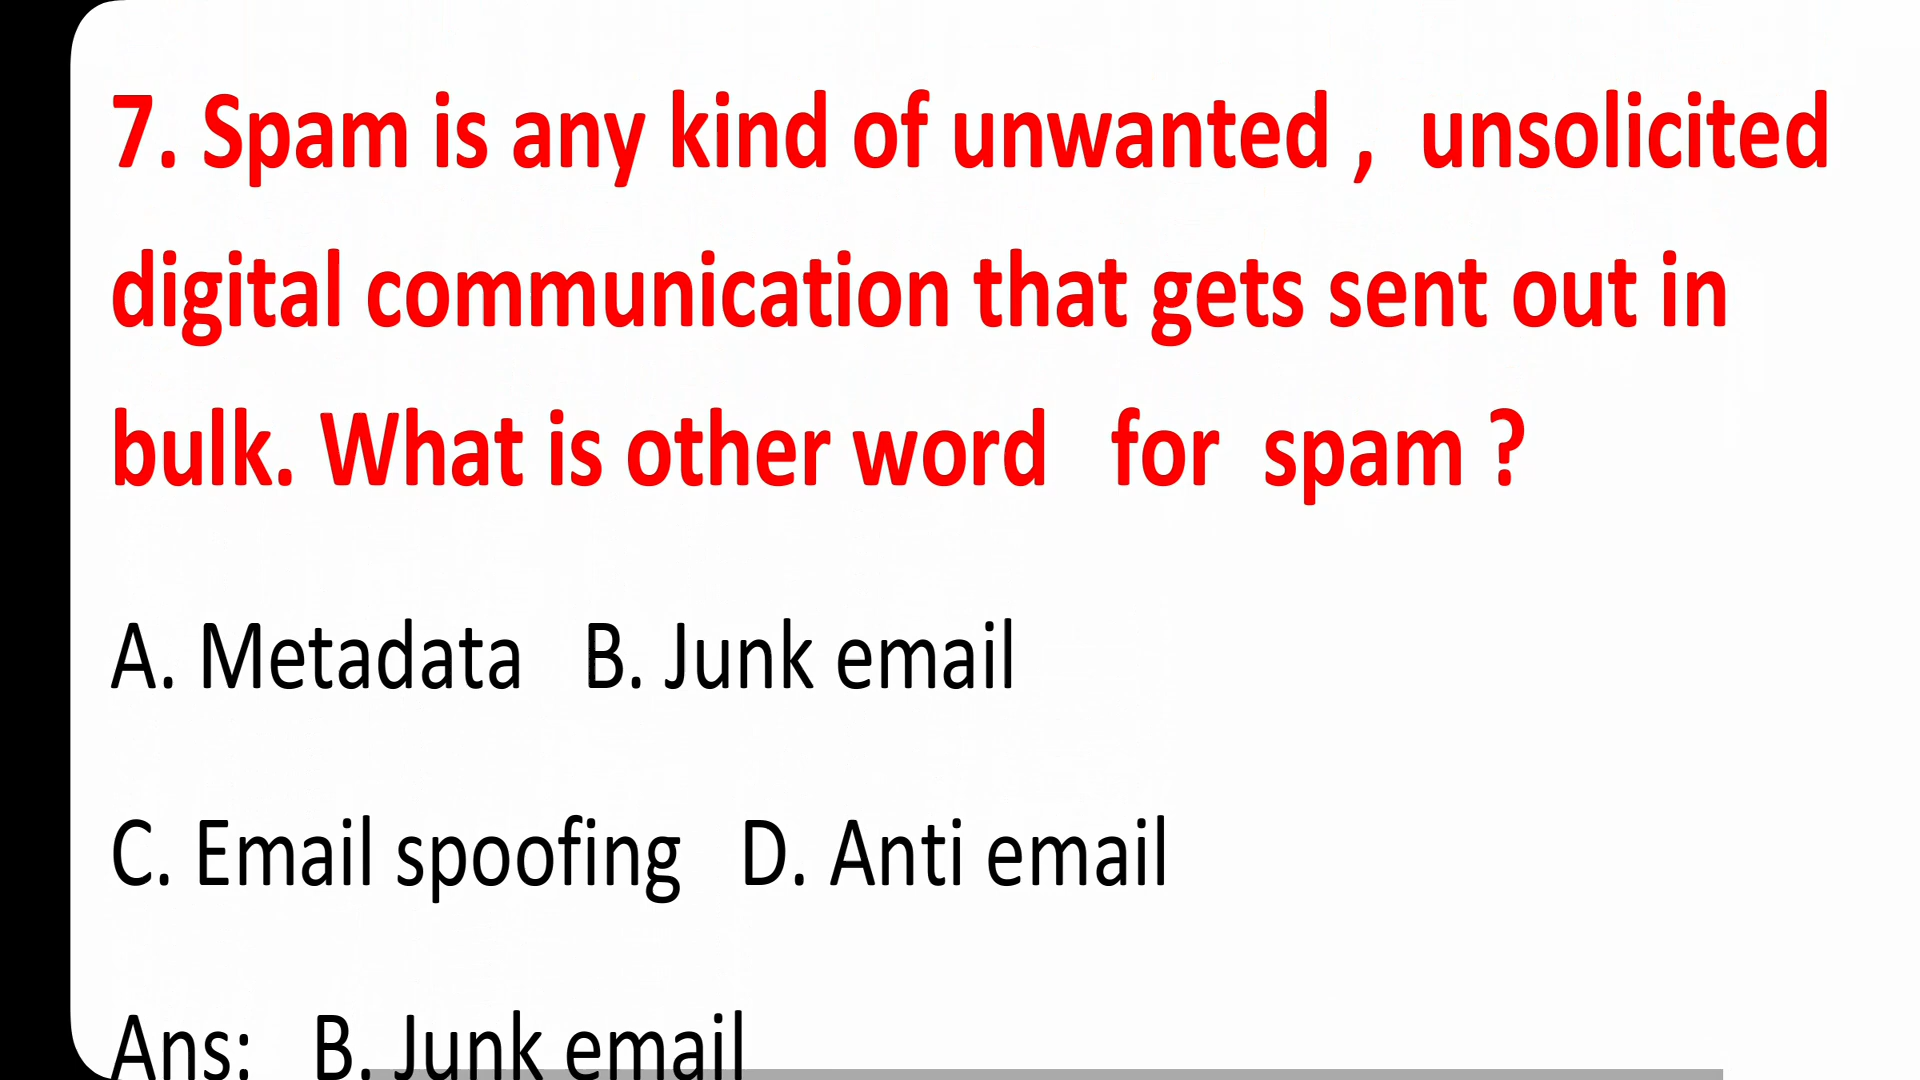 7. Spam is any kind of unwanted ,  unsolicited
digital communication that gets sent out in
bulk. What is other word   for  spam ?
A. Metadata   B. Junk email
C. Email spoofing   D. Anti email
Ans:   B. Junk email